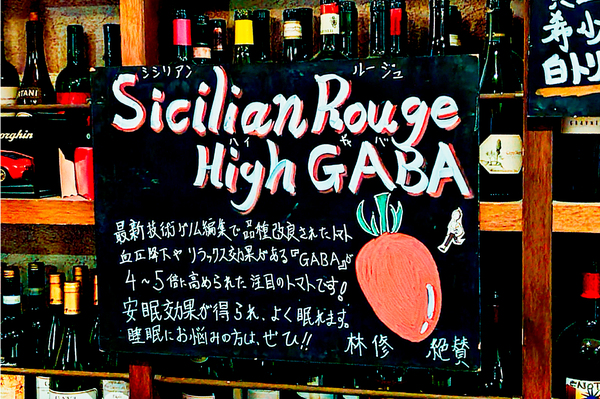 シシリアン ルージュ
Sicilian Rouge
ハイ ギャバ
High GABA
最新技術ゲノム編集で品種改良されたトマト
血圧降下やリラックス効果がある『GABA』が
4〜5倍に高められた注目のトマトです!
安眠効果が得られ、よく眠れます。
睡眠にお悩みの方は、ぜひ!!
林修 絶賛
白トリ